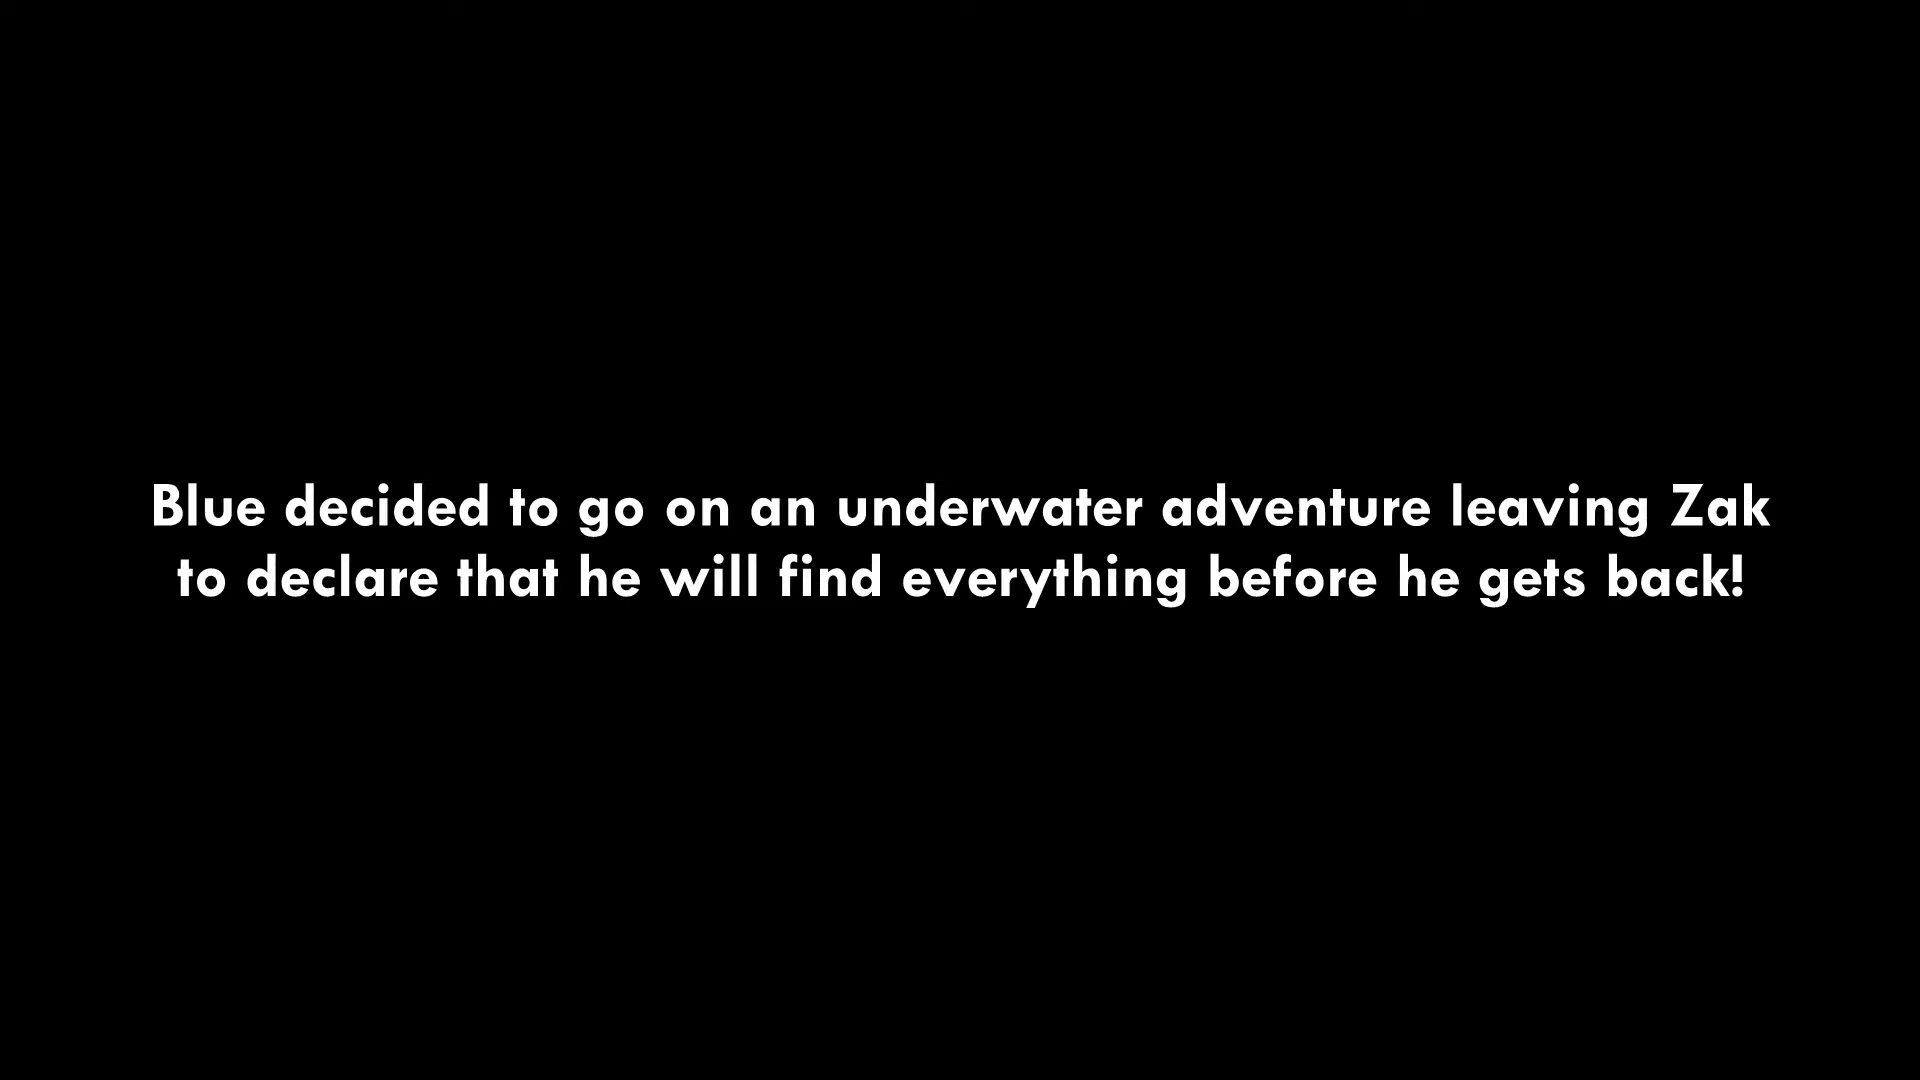 Blue decided to go on an underwater adventure leaving Zak
to declare that he will find everything before he gets back!